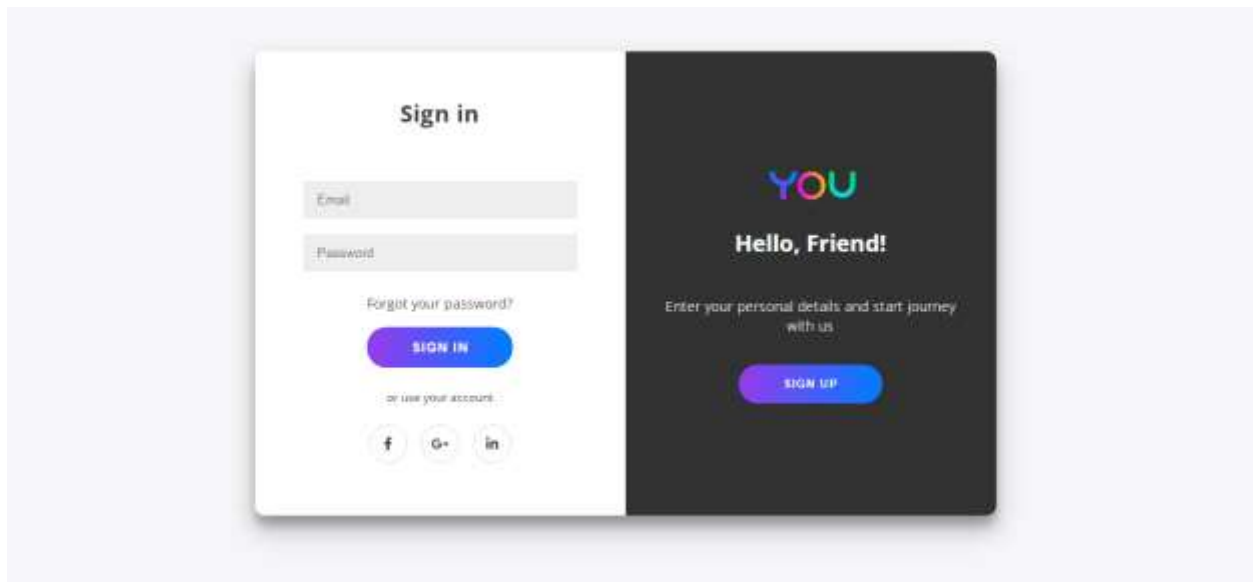 Sign in
Email
Password
Forgot your password?
SIGN IN
or use your account
f
G+
in
YOU
Hello, Friend!
Enter your personal details and start journey
with us
SIGN UP